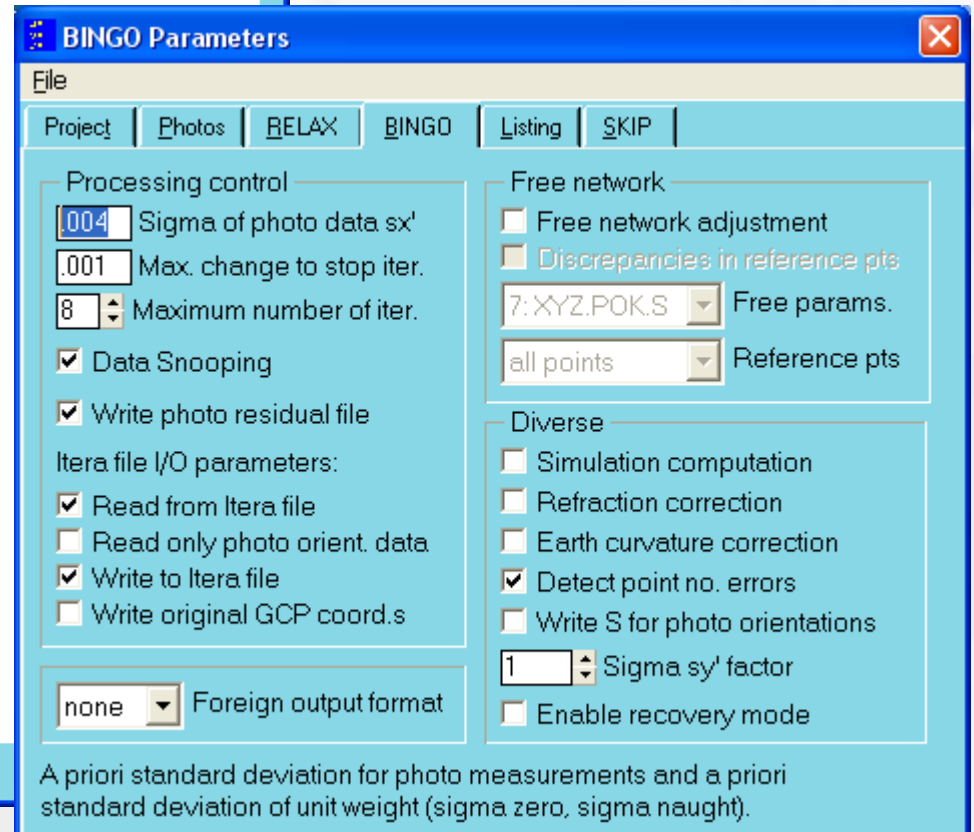 BINGO Parameters
File
Project Photos RELAX BINGO Listing SKIP
Processing control
.004 Sigma of photo data sx'
.001 Max. change to stop iter.
8 Maximum number of iter.
Data Snooping
Write photo residual file
Itera file I/O parameters:
Read from Itera file
Read only photo orient. data
Write to Itera file
Write original GCP coord.s
none Foreign output format
Free network
Free network adjustment
Discrepancies in reference pts
7: XYZ.POK.S Free params.
all points Reference pts
Diverse
Simulation computation
Refraction correction
Earth curvature correction
Detect point no. errors
Write S for photo orientations
1 Sigma sy' factor
Enable recovery mode
A priori standard deviation for photo measurements and a priori
standard deviation of unit weight (sigma zero, sigma naught).